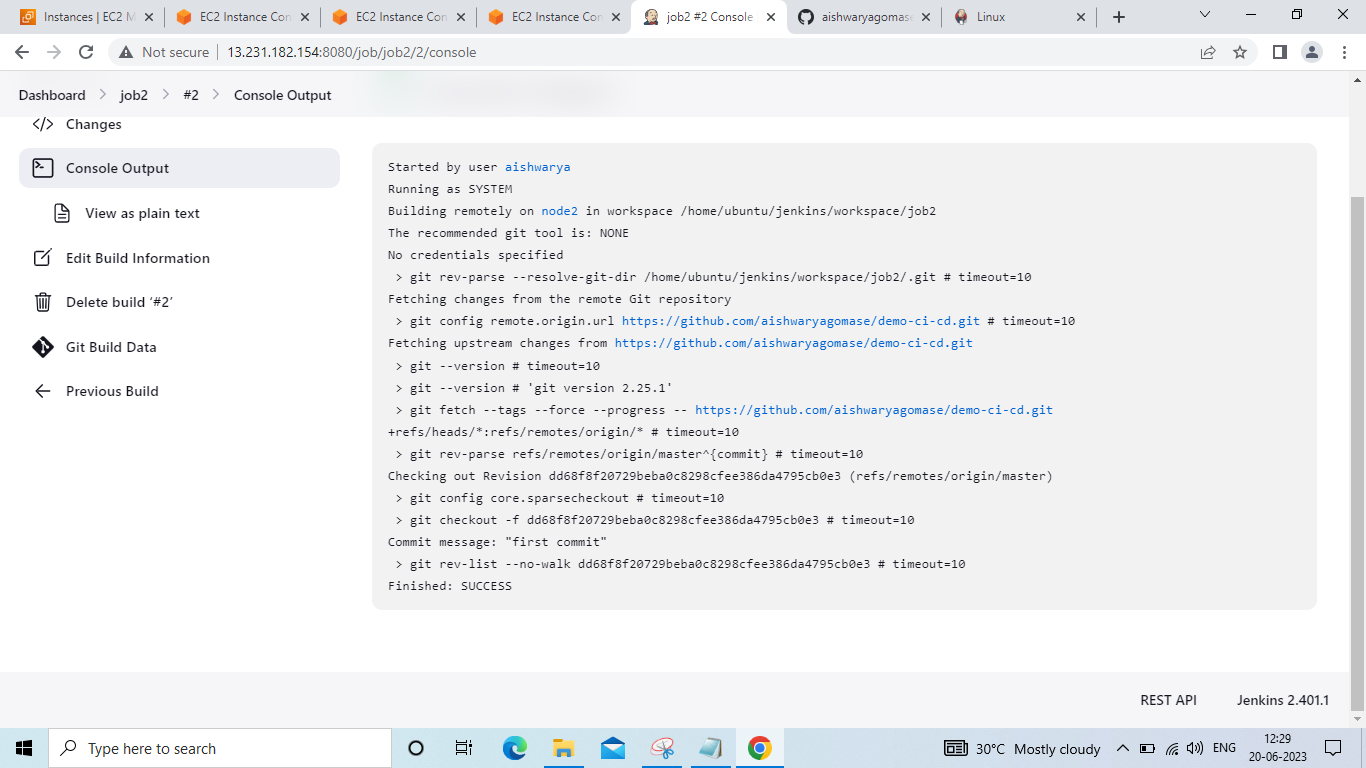 Instances | EC2 M
EC2 Instance Con
EC2 Instance Con
EC2 Instance Con
job2 #2 Console
aishwaryagomase
Linux
Not secure
13.231.182.154:8080/job/job2/2/console
Dashboard
job2
#2
Console Output
Changes
Console Output
View as plain text
Edit Build Information
Delete build ‘#2’
Git Build Data
Previous Build
Started by user aishwarya
Running as SYSTEM
Building remotely on node2 in workspace /home/ubuntu/jenkins/workspace/job2
The recommended git tool is: NONE
No credentials specified
> git rev-parse --resolve-git-dir /home/ubuntu/jenkins/workspace/job2/.git # timeout=10
Fetching changes from the remote Git repository
> git config remote.origin.url https://github.com/aishwaryagomase/demo-ci-cd.git # timeout=10
Fetching upstream changes from https://github.com/aishwaryagomase/demo-ci-cd.git
> git --version # timeout=10
> git --version # 'git version 2.25.1'
> git fetch --tags --force --progress -- https://github.com/aishwaryagomase/demo-ci-cd.git
+refs/heads/*:refs/remotes/origin/* # timeout=10
> git rev-parse refs/remotes/origin/master^{commit} # timeout=10
Checking out Revision dd68f8f20729beba0c8298cfee386da4795cb0e3 (refs/remotes/origin/master)
> git config core.sparsecheckout # timeout=10
> git checkout -f dd68f8f20729beba0c8298cfee386da4795cb0e3 # timeout=10
Commit message: "first commit"
> git rev-list --no-walk dd68f8f20729beba0c8298cfee386da4795cb0e3 # timeout=10
Finished: SUCCESS
REST API
Jenkins 2.401.1
Type here to search
30°C Mostly cloudy
ENG
12:29
20-06-2023